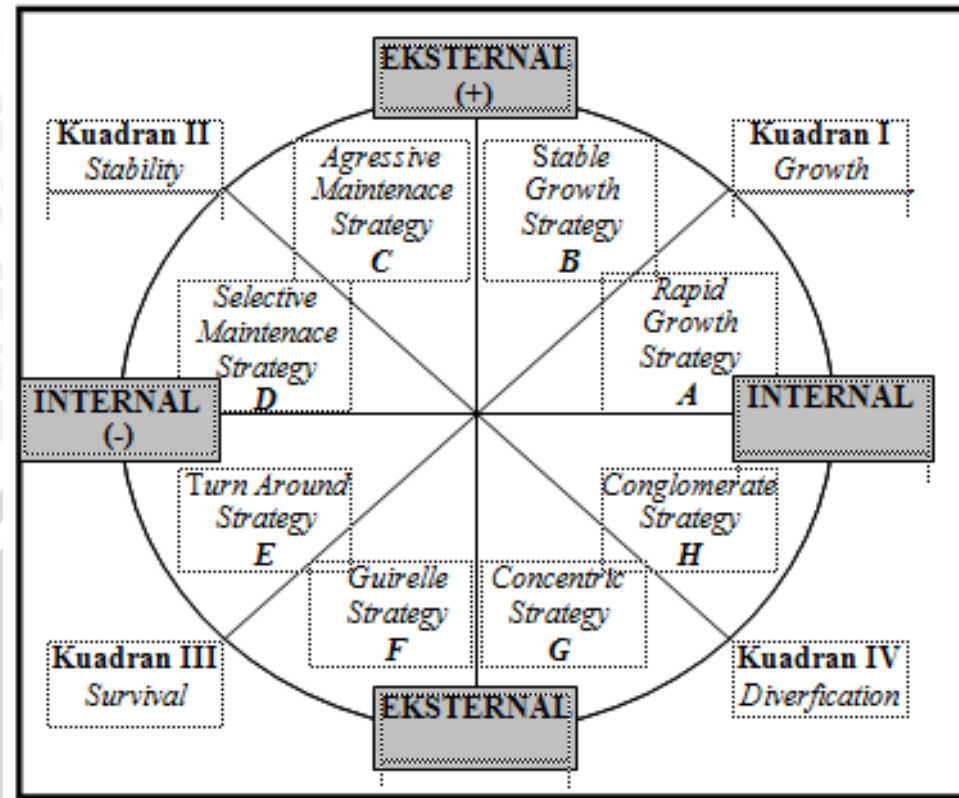 EKSTERNAL
(+)
Kuadran II
Stability
Agressive
Maintenace
Strategy
C
Stable
Growth
Strategy
B
Kuadran I
Growth
Selective
Maintenace
Strategy
D
Rapid
Growth
Strategy
A
INTERNAL
(-)
INTERNAL
Turn Around
Strategy
E
Guirelle
Strategy
F
Concentric
Strategy
G
Conglomerate
Strategy
H
Kuadran III
Survival
EKSTERNAL
Kuadran IV
Diverfication